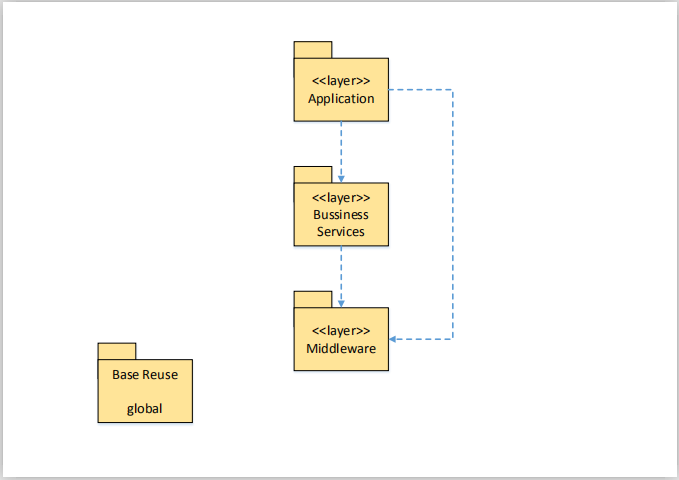 <<layer>>
Application
<<layer>>
Bussiness
Services
<<layer>>
Middleware
Base Reuse
global